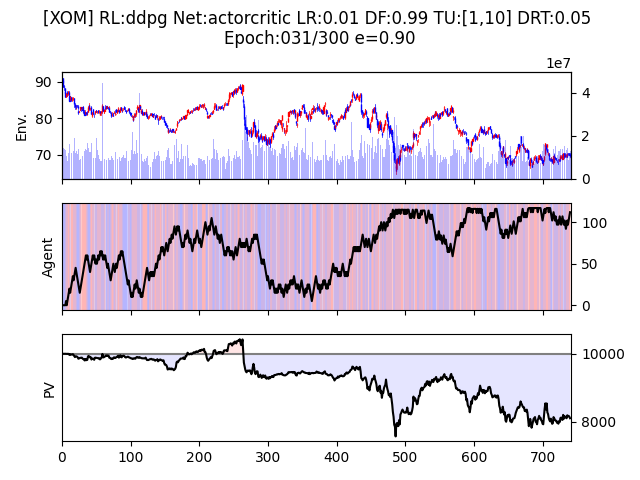 [XOM] RL:ddpg Net:actorcritic LR:0.01 DF:0.99 TU:[1,10] DRT:0.05
Epoch:031/300 e=0.90
1e7
90
80
70
Env.
4
2
0
Agent
100
50
0
PV
10000
8000
0 100 200 300 400 500 600 700